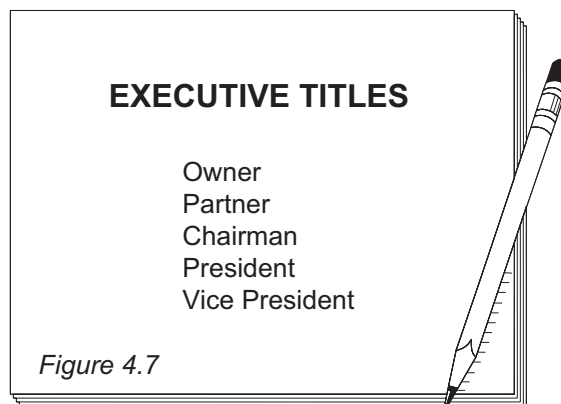 EXECUTIVE TITLES
Owner
Partner
Chairman
President
Vice President
Figure 4.7